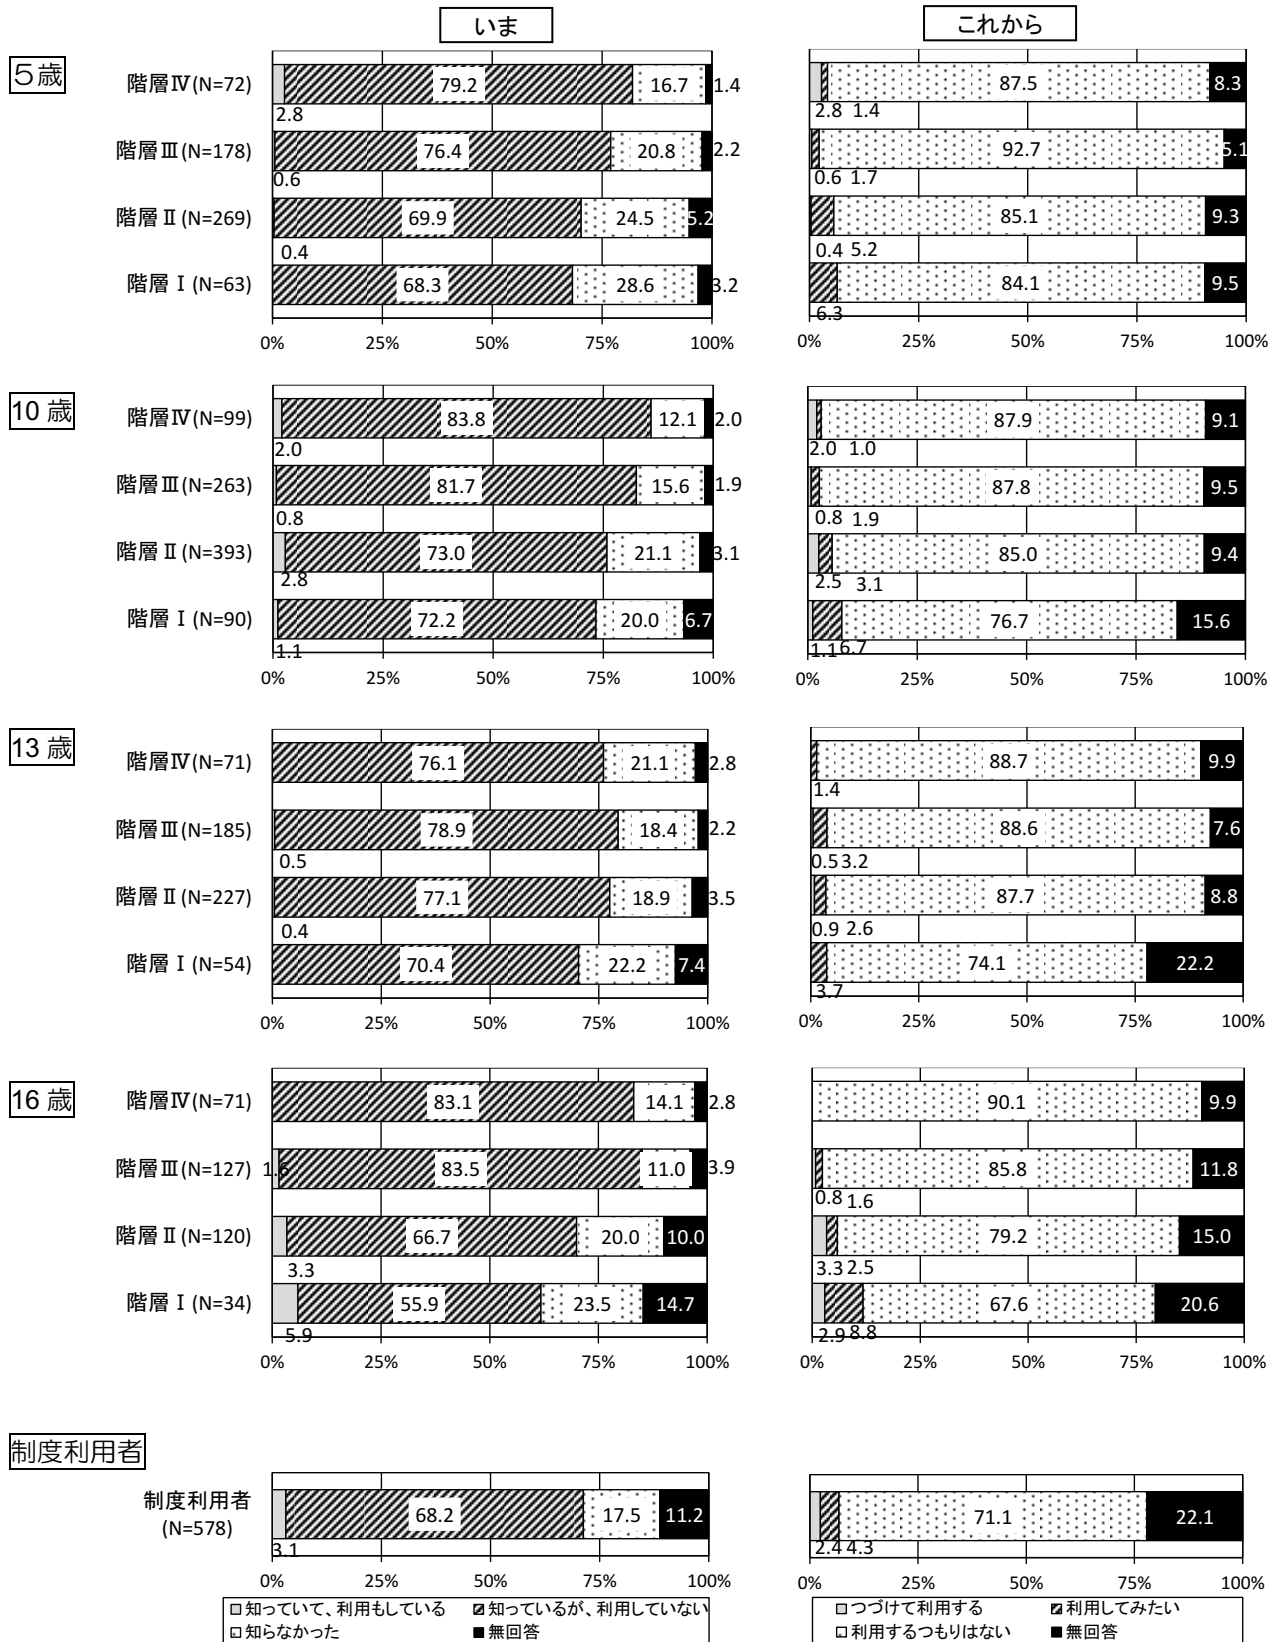 いま
これから
5歳
階層Ⅳ(N=72)
79.2 16.7 1.4
2.8
階層Ⅲ(N=178)
76.4 20.8 2.2
0.6
階層Ⅱ(N=269)
69.9 24.5 5.2
0.4
階層Ⅰ(N=63)
68.3 28.6 3.2
0% 25% 50% 75% 100%
87.5 8.3
2.8 1.4
92.7 5.1
0.6 1.7
85.1 9.3
0.4 5.2
84.1 9.5
6.3
0% 25% 50% 75% 100%
10歳
階層Ⅳ(N=99)
83.8 12.1 2.0
2.0
階層Ⅲ(N=263)
81.7 15.6 1.9
0.8
階層Ⅱ(N=393)
73.0 21.1 3.1
2.8
階層Ⅰ(N=90)
72.2 20.0 6.7
1.1
0% 25% 50% 75% 100%
87.9 9.1
2.0 1.0
87.8 9.5
0.8 1.9
85.0 9.4
2.5 3.1
76.7 15.6
1.1 6.7
0% 25% 50% 75% 100%
13歳
階層Ⅳ(N=71)
76.1 21.1 2.8
階層Ⅲ(N=185)
78.9 18.4 2.2
0.5
階層Ⅱ(N=227)
77.1 18.9 3.5
0.4
階層Ⅰ(N=54)
70.4 22.2 7.4
0% 25% 50% 75% 100%
88.7 9.9
1.4
88.6 7.6
0.5 3.2
87.7 8.8
0.9 2.6
74.1 22.2
3.7
0% 25% 50% 75% 100%
16歳
階層Ⅳ(N=71)
83.1 14.1 2.8
階層Ⅲ(N=127)
1.6 83.5 11.0 3.9
階層Ⅱ(N=120)
66.7 20.0 10.0
3.3
階層Ⅰ(N=34)
55.9 23.5 14.7
5.9
0% 25% 50% 75% 100%
90.1 9.9
85.8 11.8
0.8 1.6
79.2 15.0
3.3 2.5
67.6 20.6
2.9 8.8
0% 25% 50% 75% 100%
制度利用者
制度利用者
(N=578)
68.2 17.5 11.2
3.1
0% 25% 50% 75% 100%
知っていて、利用もしている 知っているが、利用していない
知らなかった 無回答
71.1 22.1
2.4 4.3
0% 25% 50% 75% 100%
つづけて利用する 利用してみたい
利用するつもりはない 無回答